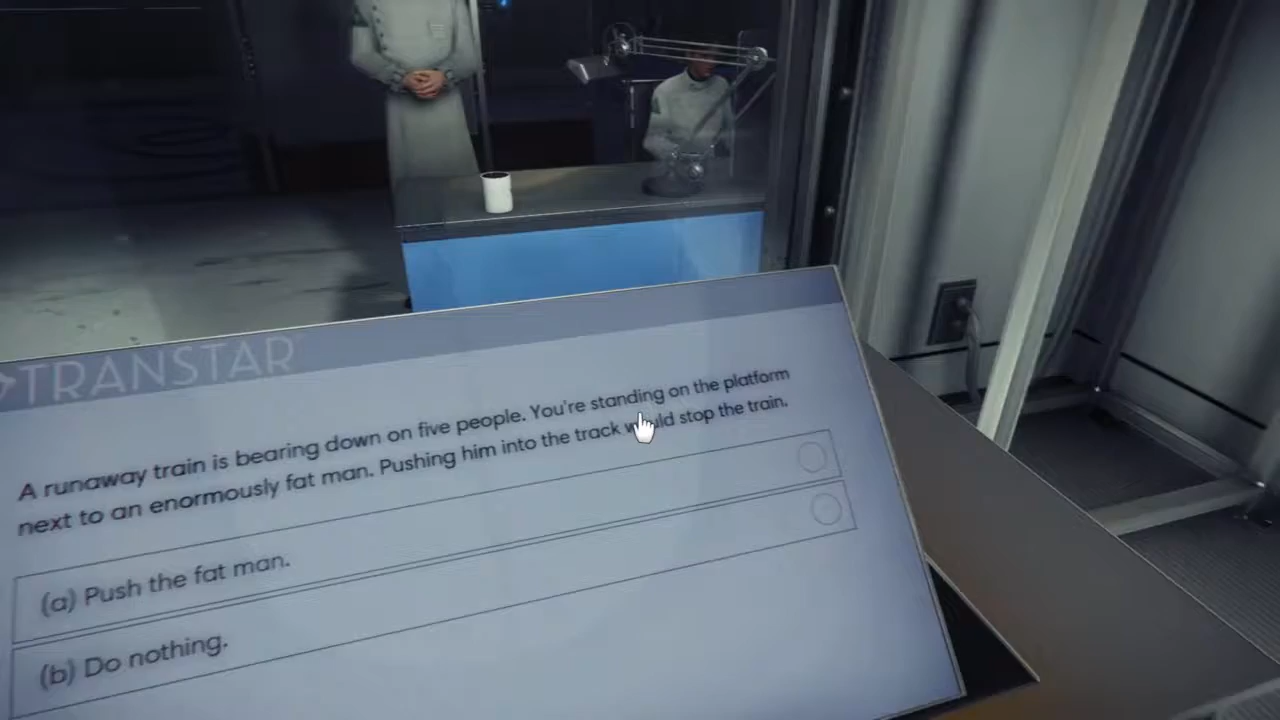 TRANSTAR
A runaway train is bearing down on five people. You're standing on the platform
next to an enormously fat man. Pushing him into the track would stop the train.
(a) Push the fat man.
(b) Do nothing.